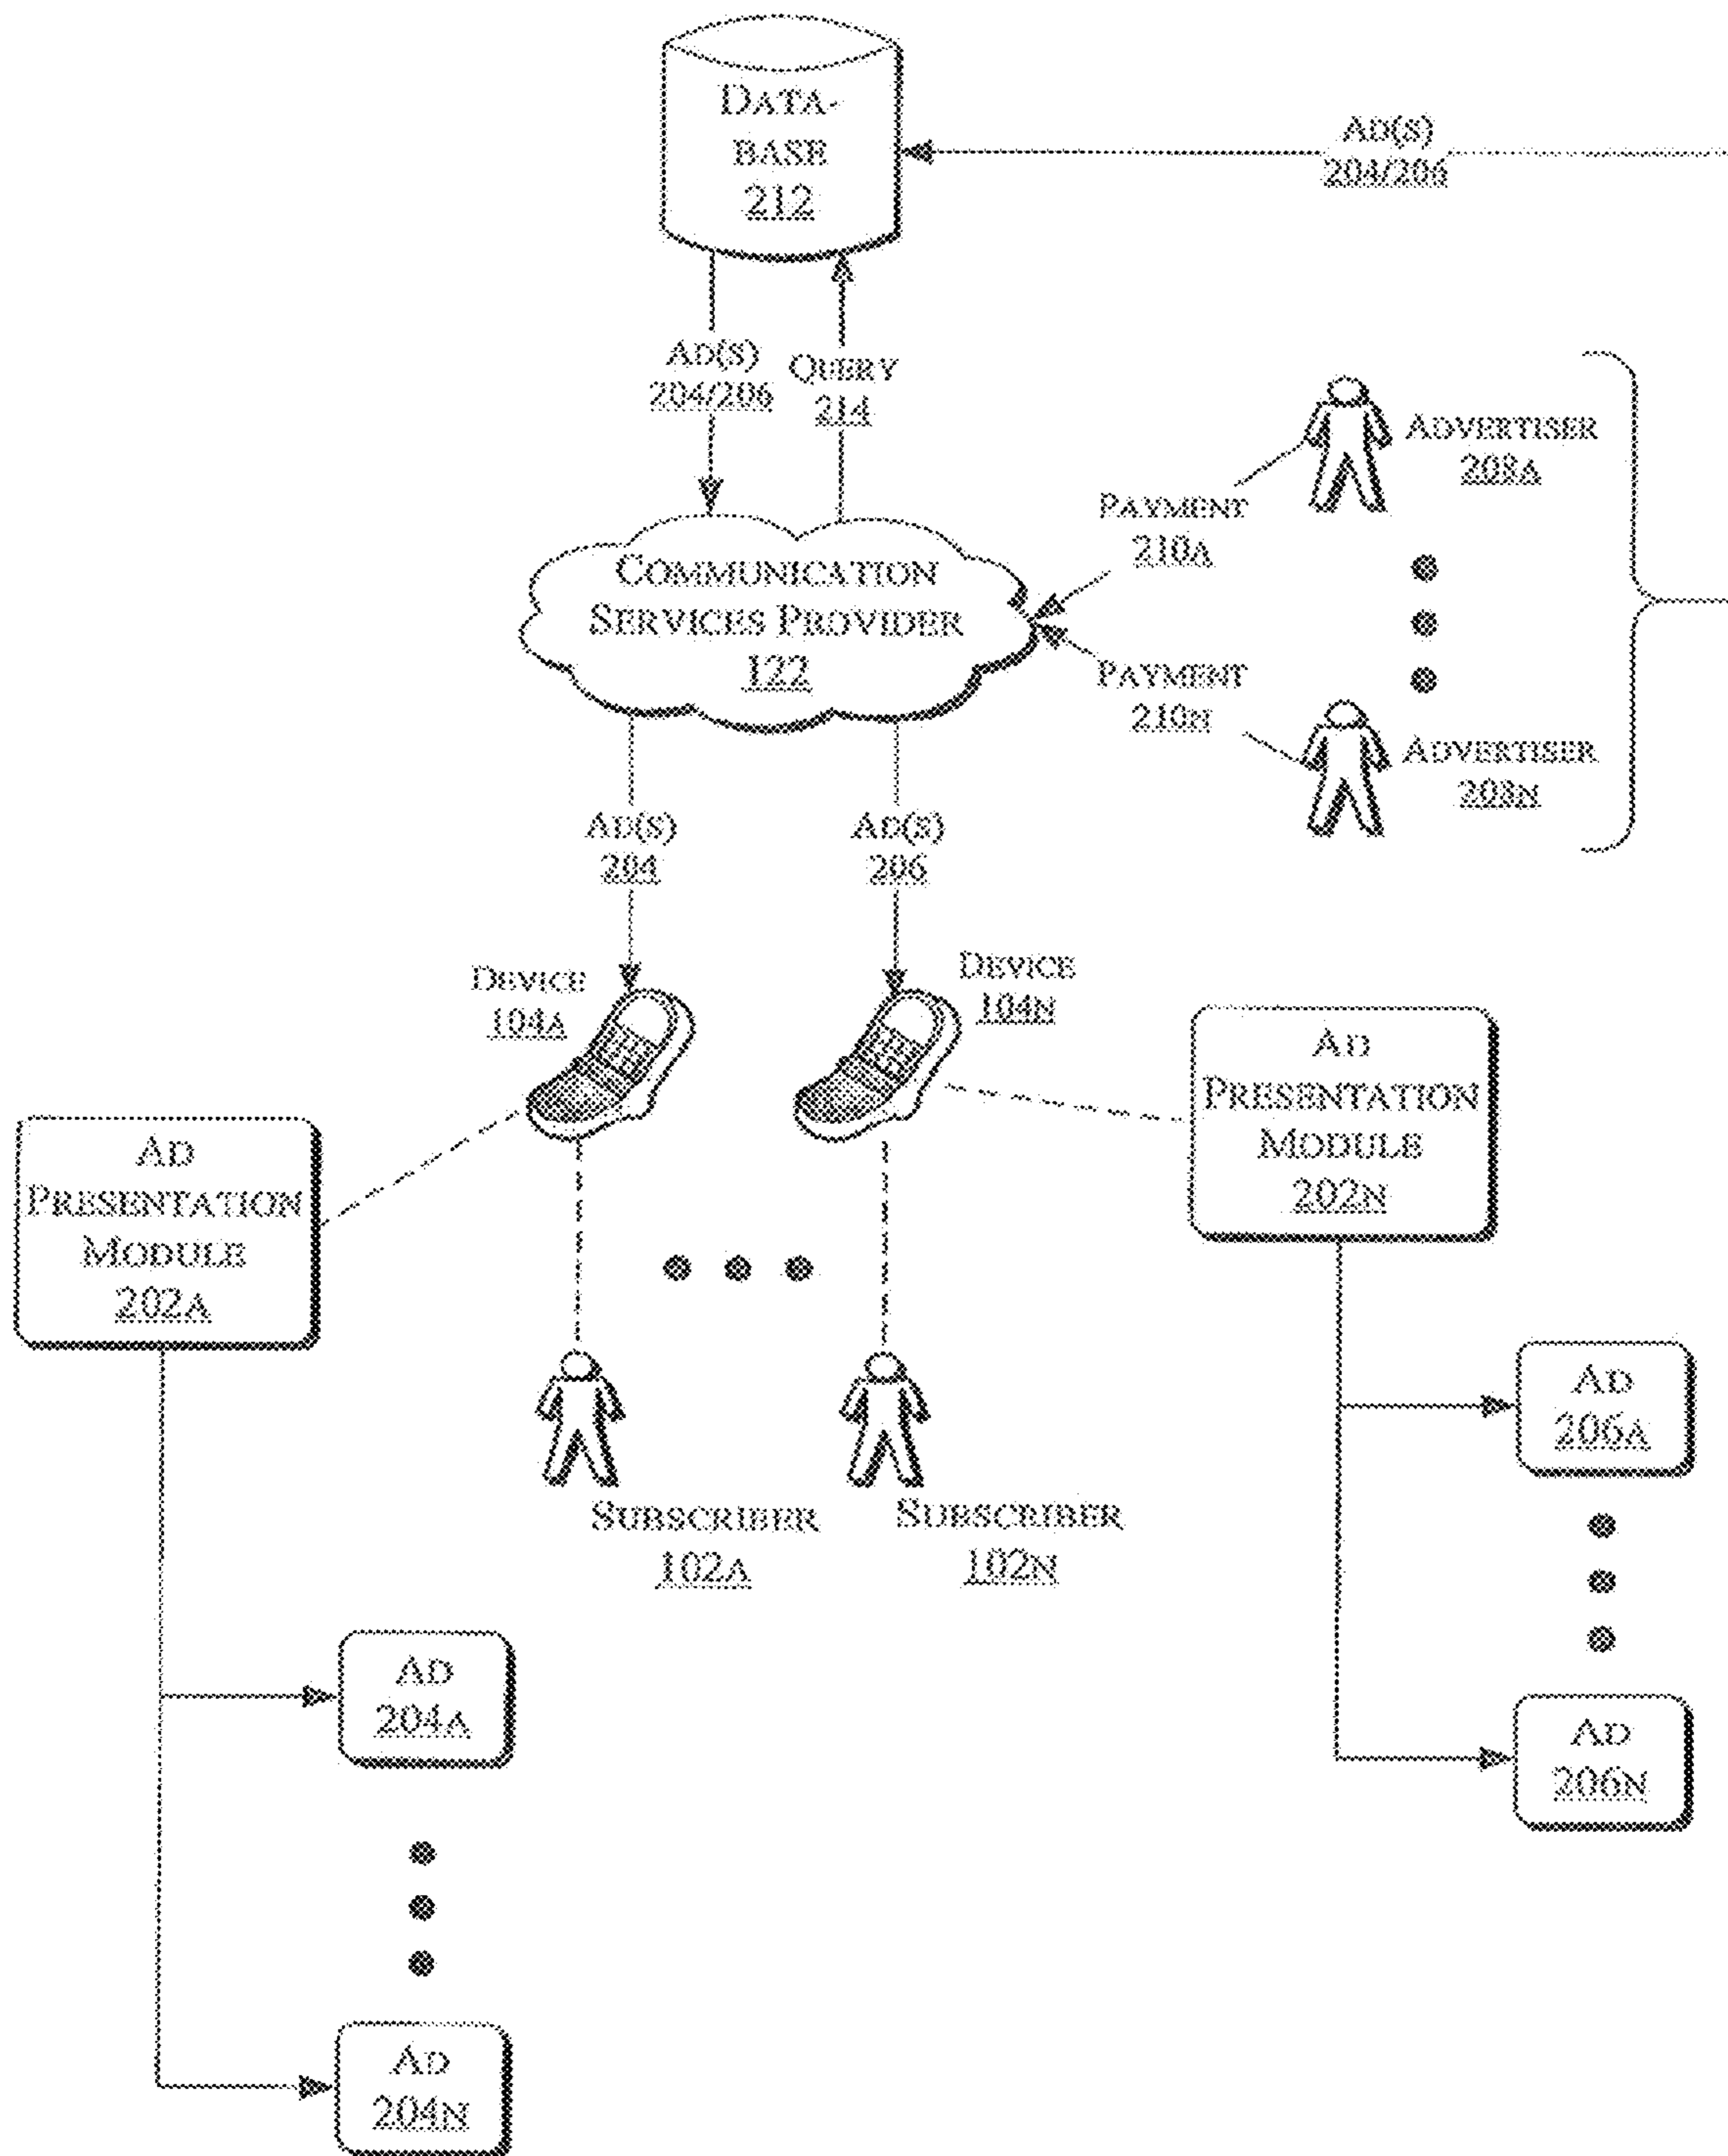 DATA-
BASE
212
AD(S)
204/206
AD(S)
204/206
QUERY
214
ADVERTISER
208A
PAYMENT
210A
COMMUNICATION
SERVICES PROVIDER
122
PAYMENT
210N
ADVERTISER
208N
AD(S)
204
AD(S)
206
DEVICE
104A
DEVICE
104N
AD
PRESENTATION
MODULE
202N
AD
PRESENTATION
MODULE
202A
AD
206A
SUBSCRIBER
102A
SUBSCRIBER
102N
AD
204A
AD
206N
AD
204N